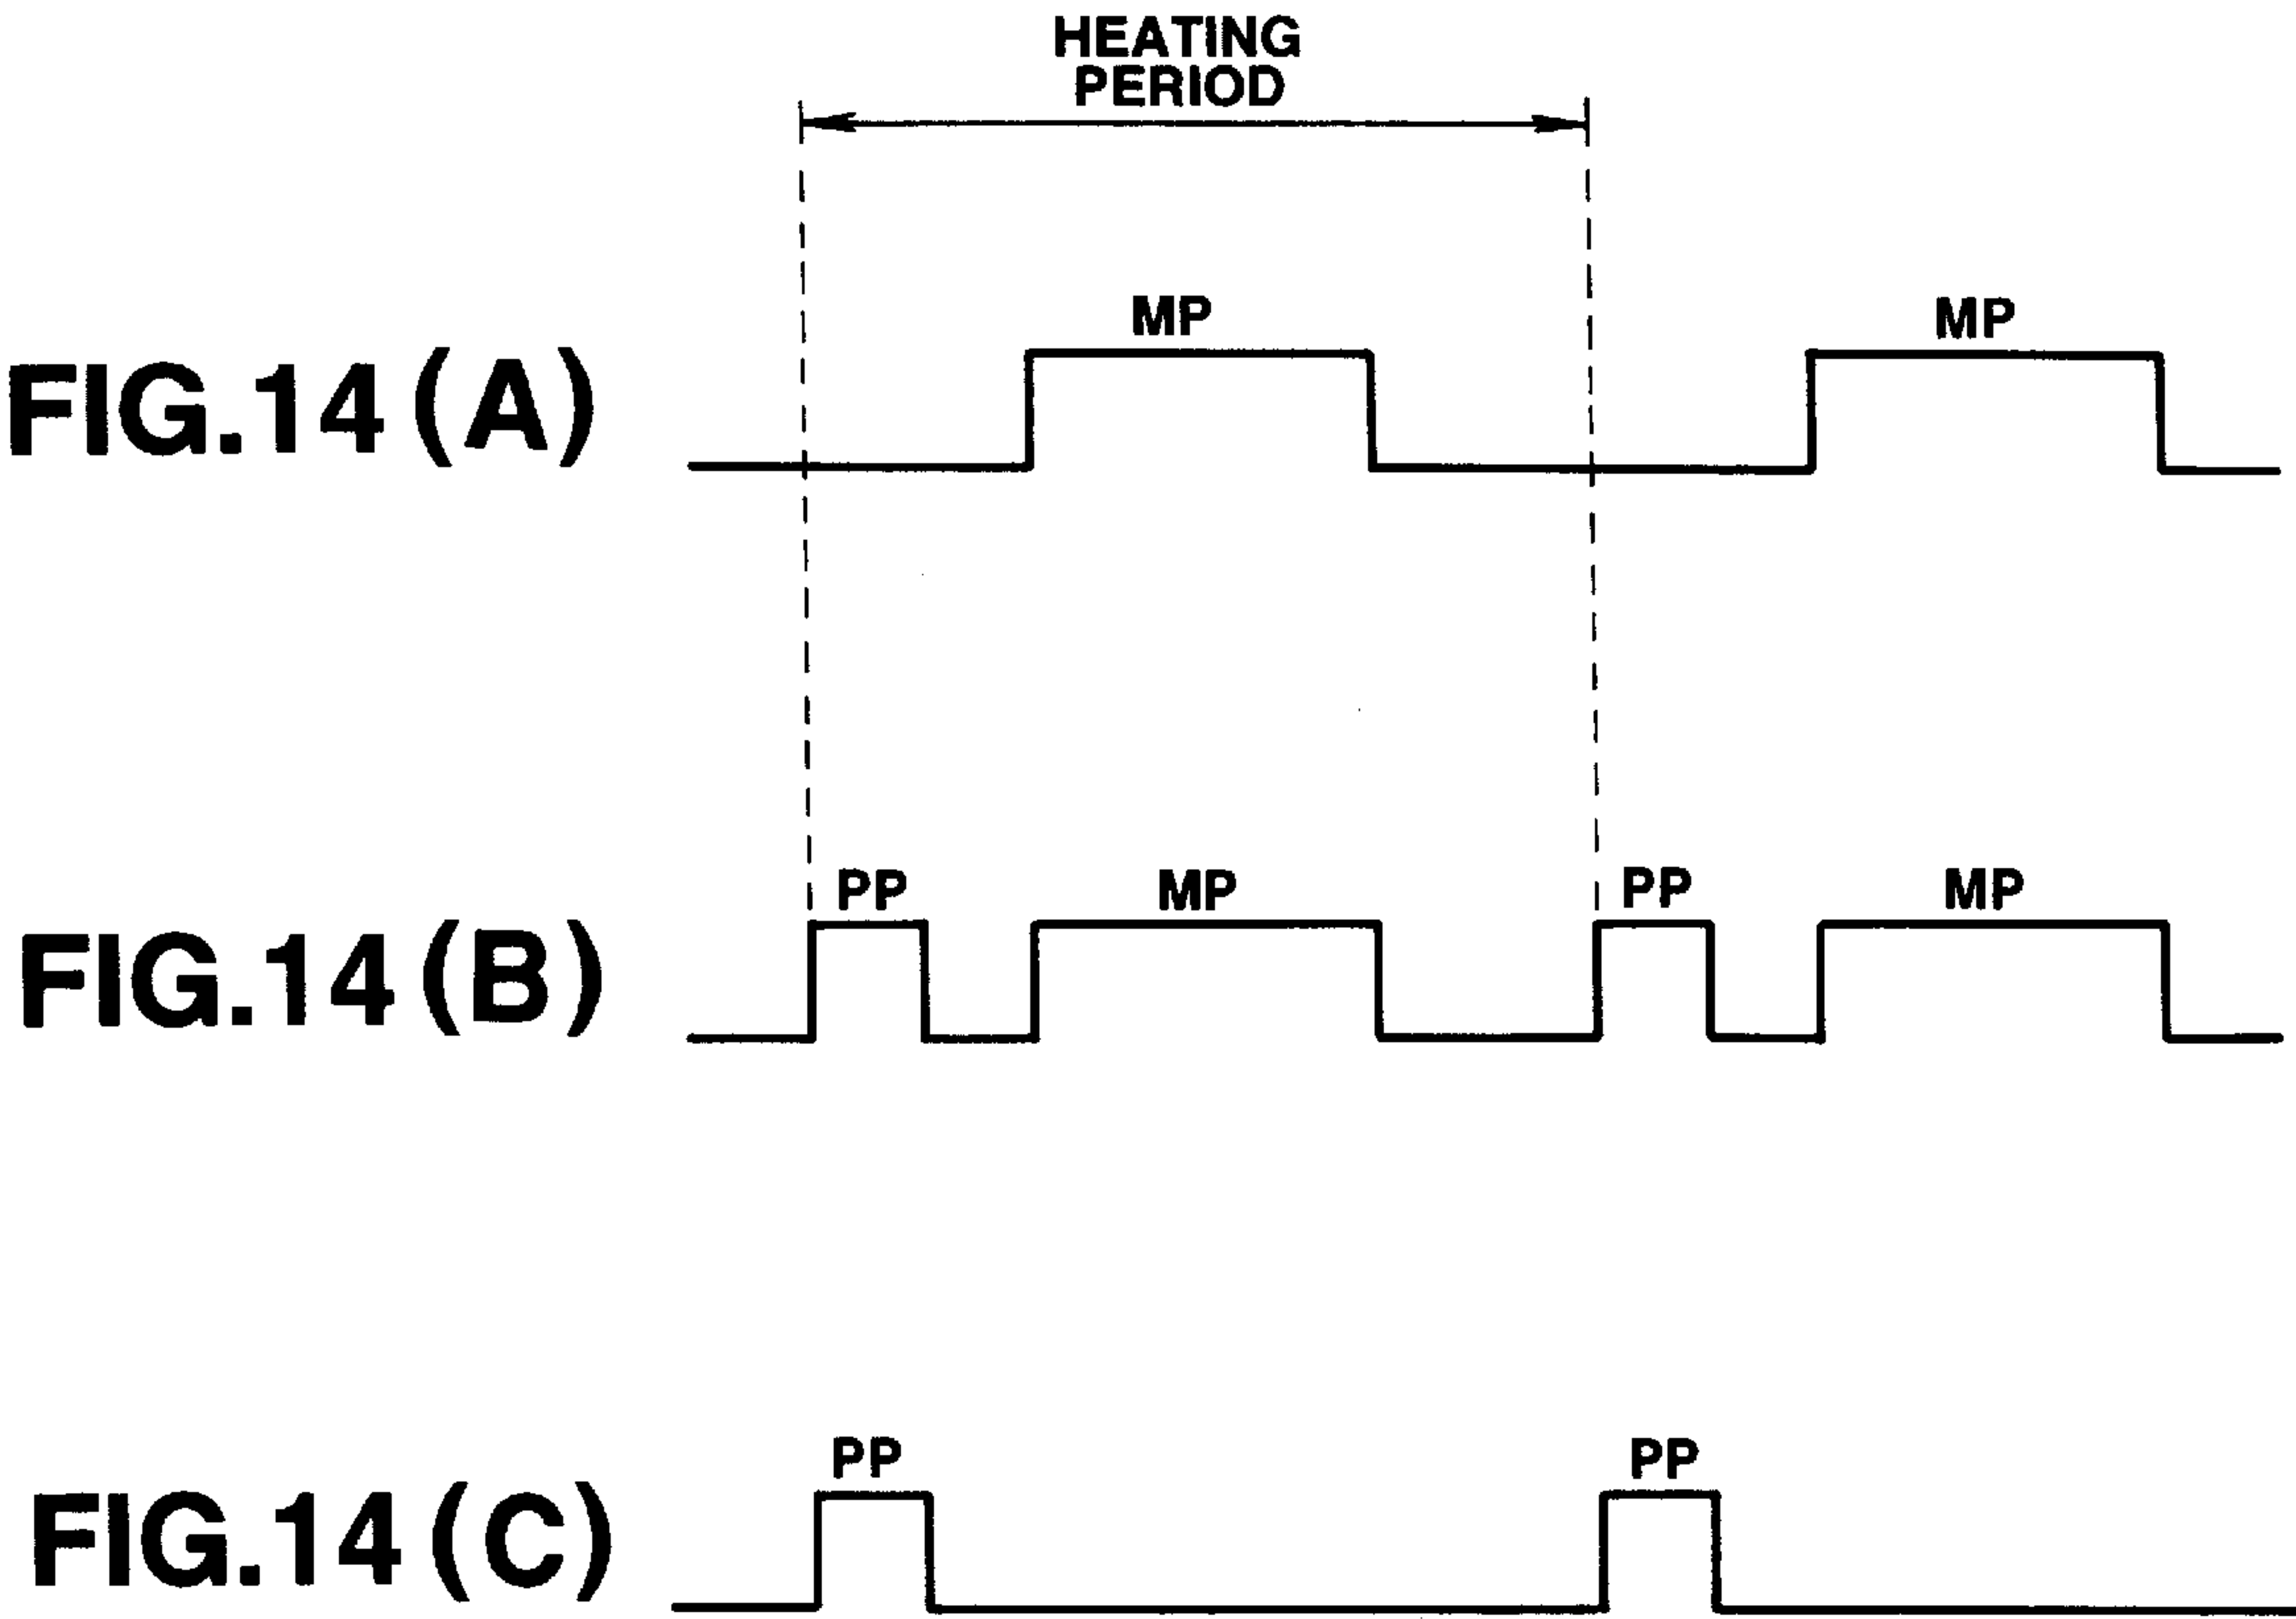 HEATING
PERIOD
MP MP
FIG.14(A)
PP MP PP MP
FIG.14(B)
PP PP
FIG.14(C)